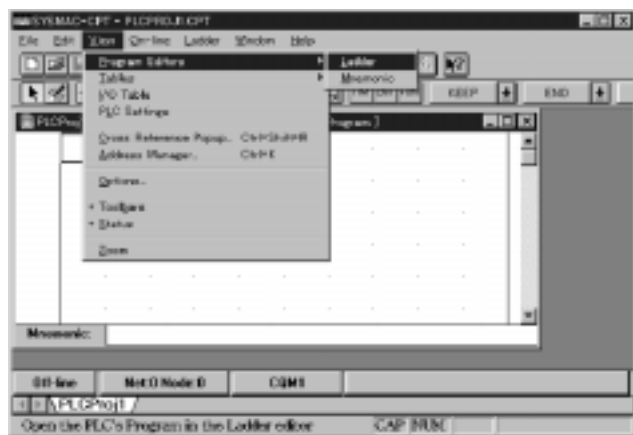 SYSMAC-CPT - PLCPROJ1.CPT
File Edit View On-line Ladder Window Help
Program Editors
Ladder
Tables
Mnemonic
I/O Table
PLC Settings
KEEP
END
Cross Reference Popup.. Ctrl+Shift+R
Address Manager.. Ctrl+K
Options..
Toolbars
Status
Zoom
Mnemonic:
Off-line Net:0 Node:0 CQM1
PLCProj1
Open the PLC's Program in the Ladder editor CAP NUM